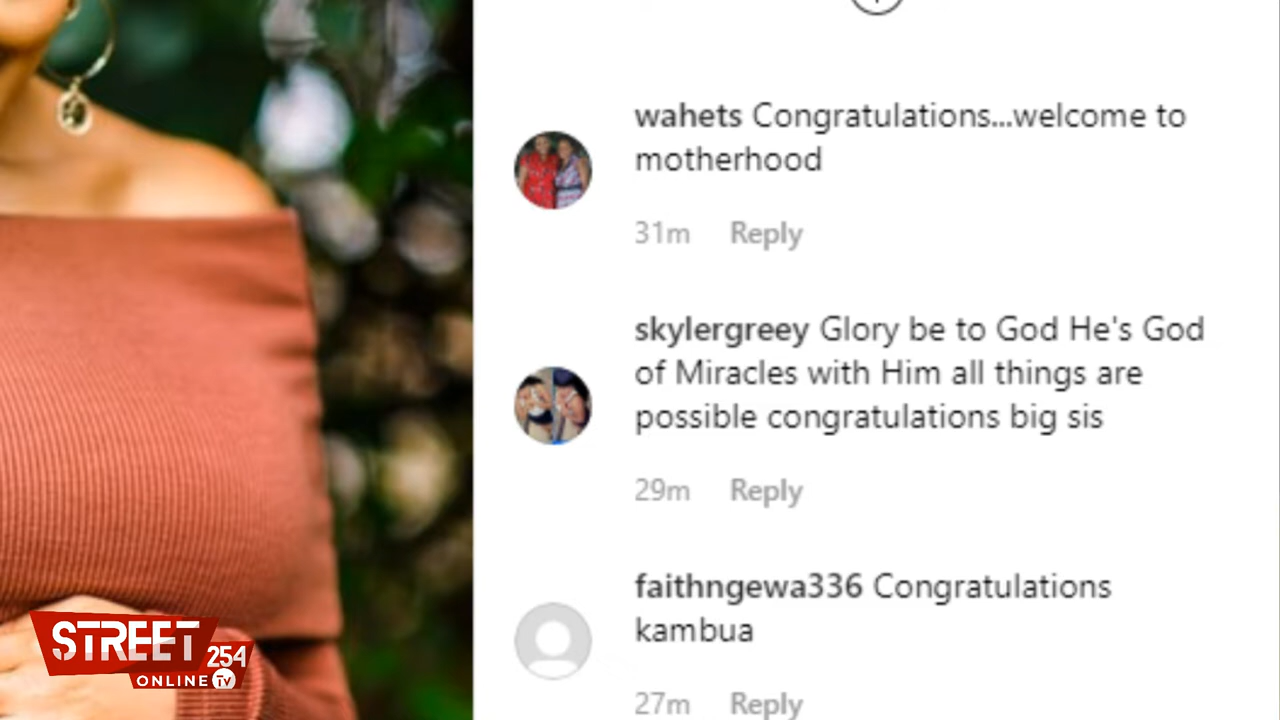 wahets Congratulations...welcome to
motherhood
31m Reply
skylergreey Glory be to God He's God
of Miracles with Him all things are
possible congratulations big sis
29m Reply
faithngewa336 Congratulations
kambua
27m Reply
STREET
254
ONLINE TV